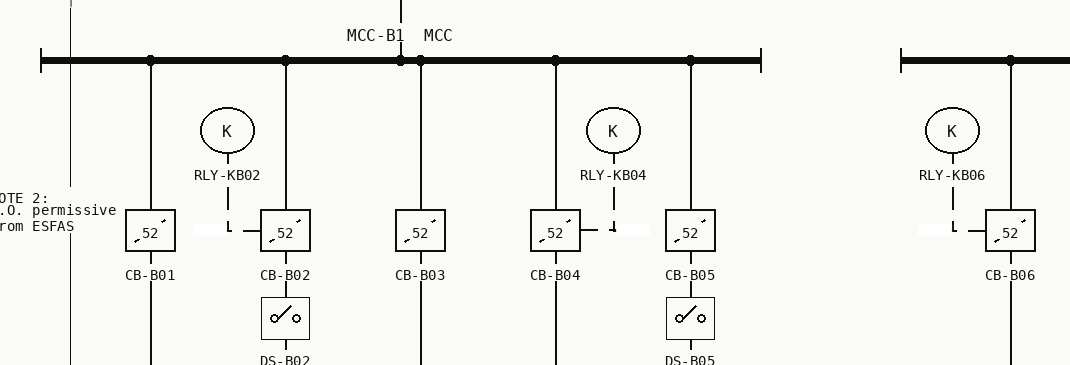 MCC-B1 MCC
K K K
RLY-KB02 RLY-KB04 RLY-KB06
OTE 2:
.O. permissive
rom ESFAS
52 52 52 52 52 52
CB-B01 CB-B02 CB-B03 CB-B04 CB-B05 CB-B06
DS-B02 DS-B05